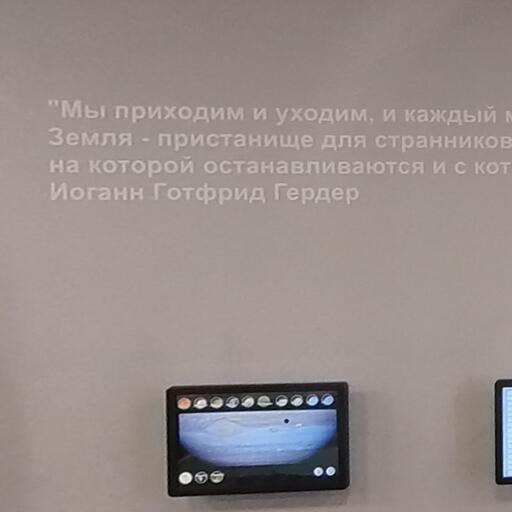 "Мы приходим и уходим, и каждый
Земля - пристанище для странников
на которой останавливаются и с
Иоганн Готфрид Гердер